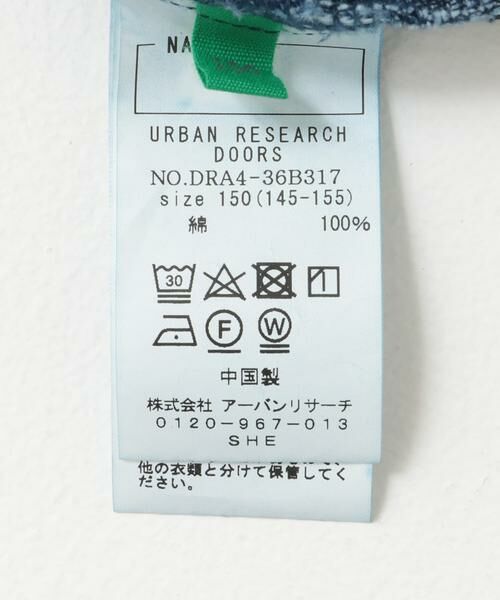 NA
URBAN RESEARCH
DOORS
NO.DRA4-36B317
size 150(145-155)
綿 100%
30
F W
中国製
株式会社 アーバンリサーチ
0120-967-013
SHE
他の衣類と分けて保管してく
ださい。